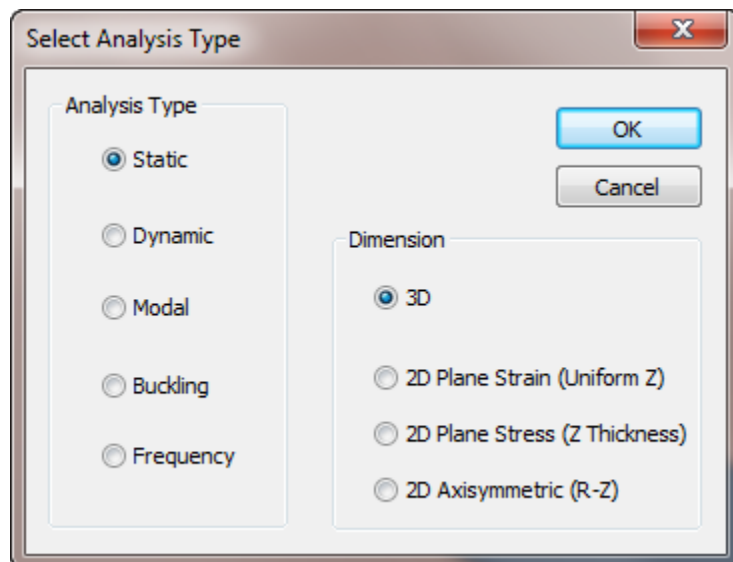 Select Analysis Type
Analysis Type
Static
Dynamic
Modal
Buckling
Frequency
OK
Cancel
Dimension
3D
2D Plane Strain (Uniform Z)
2D Plane Stress (Z Thickness)
2D Axisymmetric (R-Z)